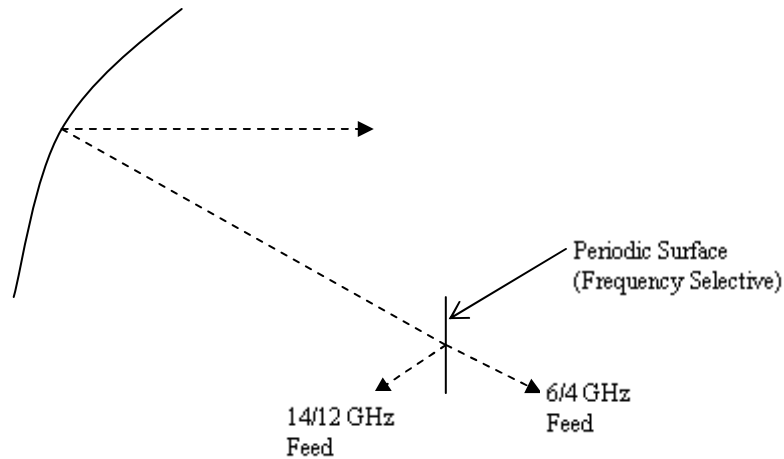 Periodic Surface
(Frequency Selective)
14/12 GHz
Feed
6/4 GHz
Feed